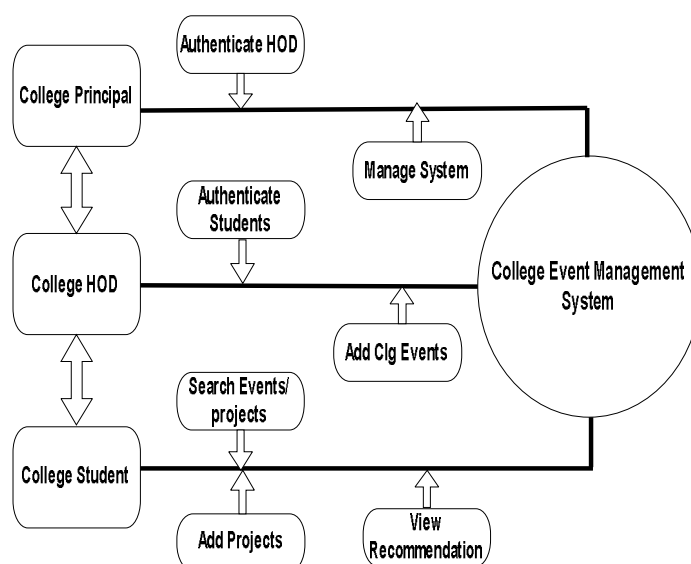 Authenticate HOD
College Principal
Manage System
Authenticate
Students
College HOD
College Event Management
System
Add Clg Events
Search Events/
projects
College Student
Add Projects
View
Recommendation